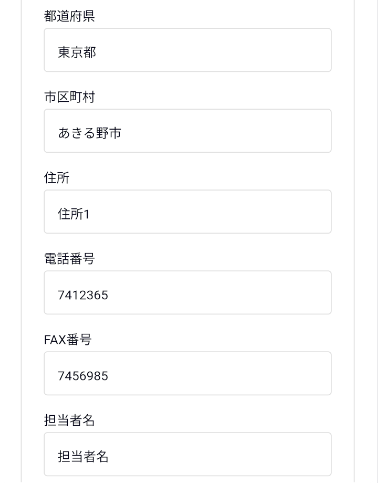 都道府県
東京都
市区町村
あきる野市
住所
住所1
電話番号
7412365
FAX番号
7456985
担当者名
担当者名